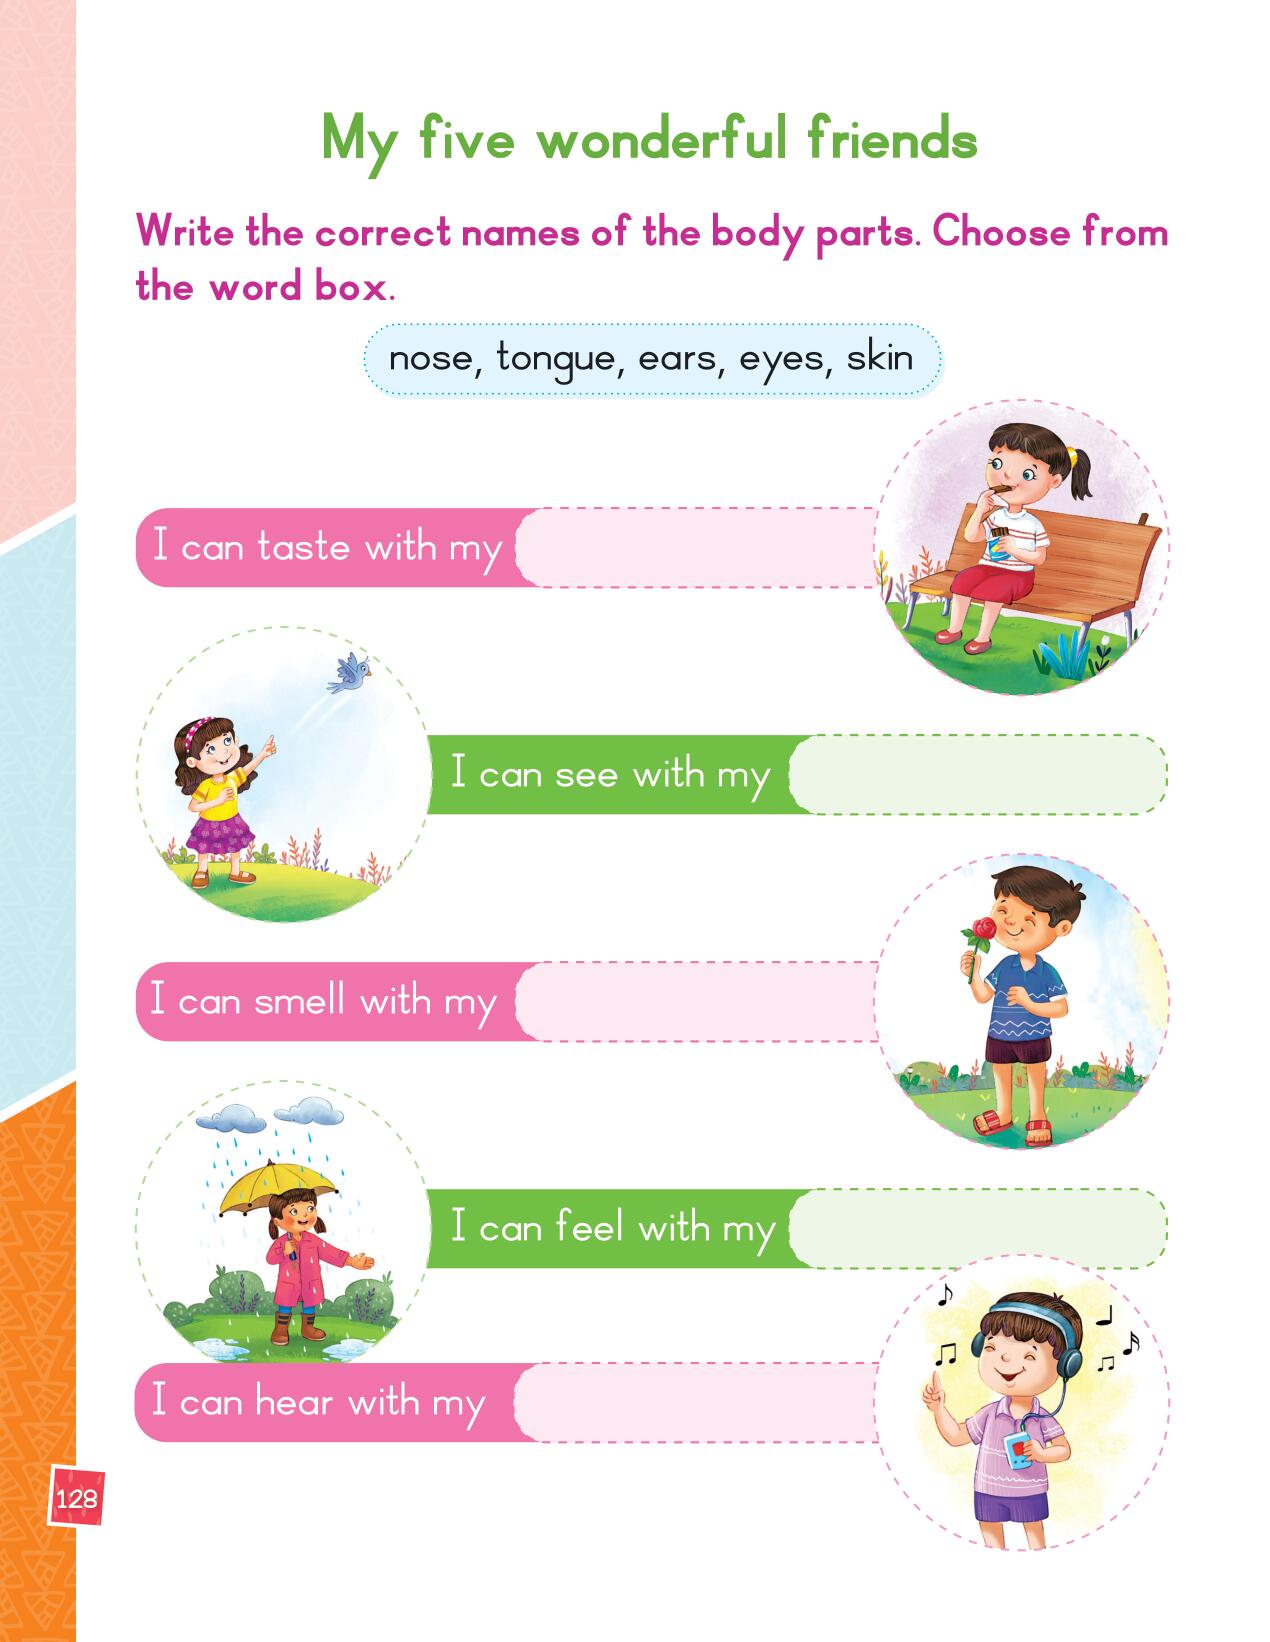 My five wonderful friends
Write the correct names of the body parts. Choose from
the word box.
nose, tongue, ears, eyes, skin
I can taste with my
I can see with my
I can smell with my
I can feel with my
I can hear with my
128